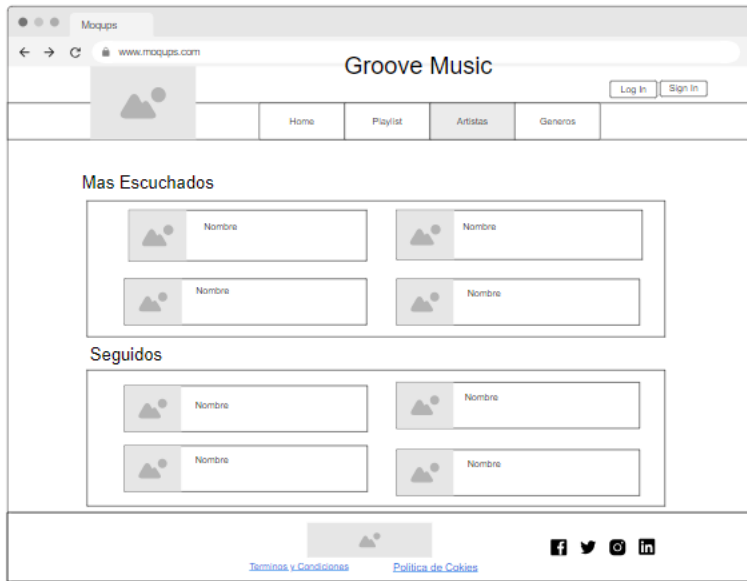 Moqups
www.moqups.com
Groove Music
Log In
Sign In
Home
Playlist
Artistas
Generos
Mas Escuchados
Nombre
Nombre
Nombre
Nombre
Seguidos
Nombre
Nombre
Nombre
Nombre
Terminos y Condiciones
Politica de Cokies